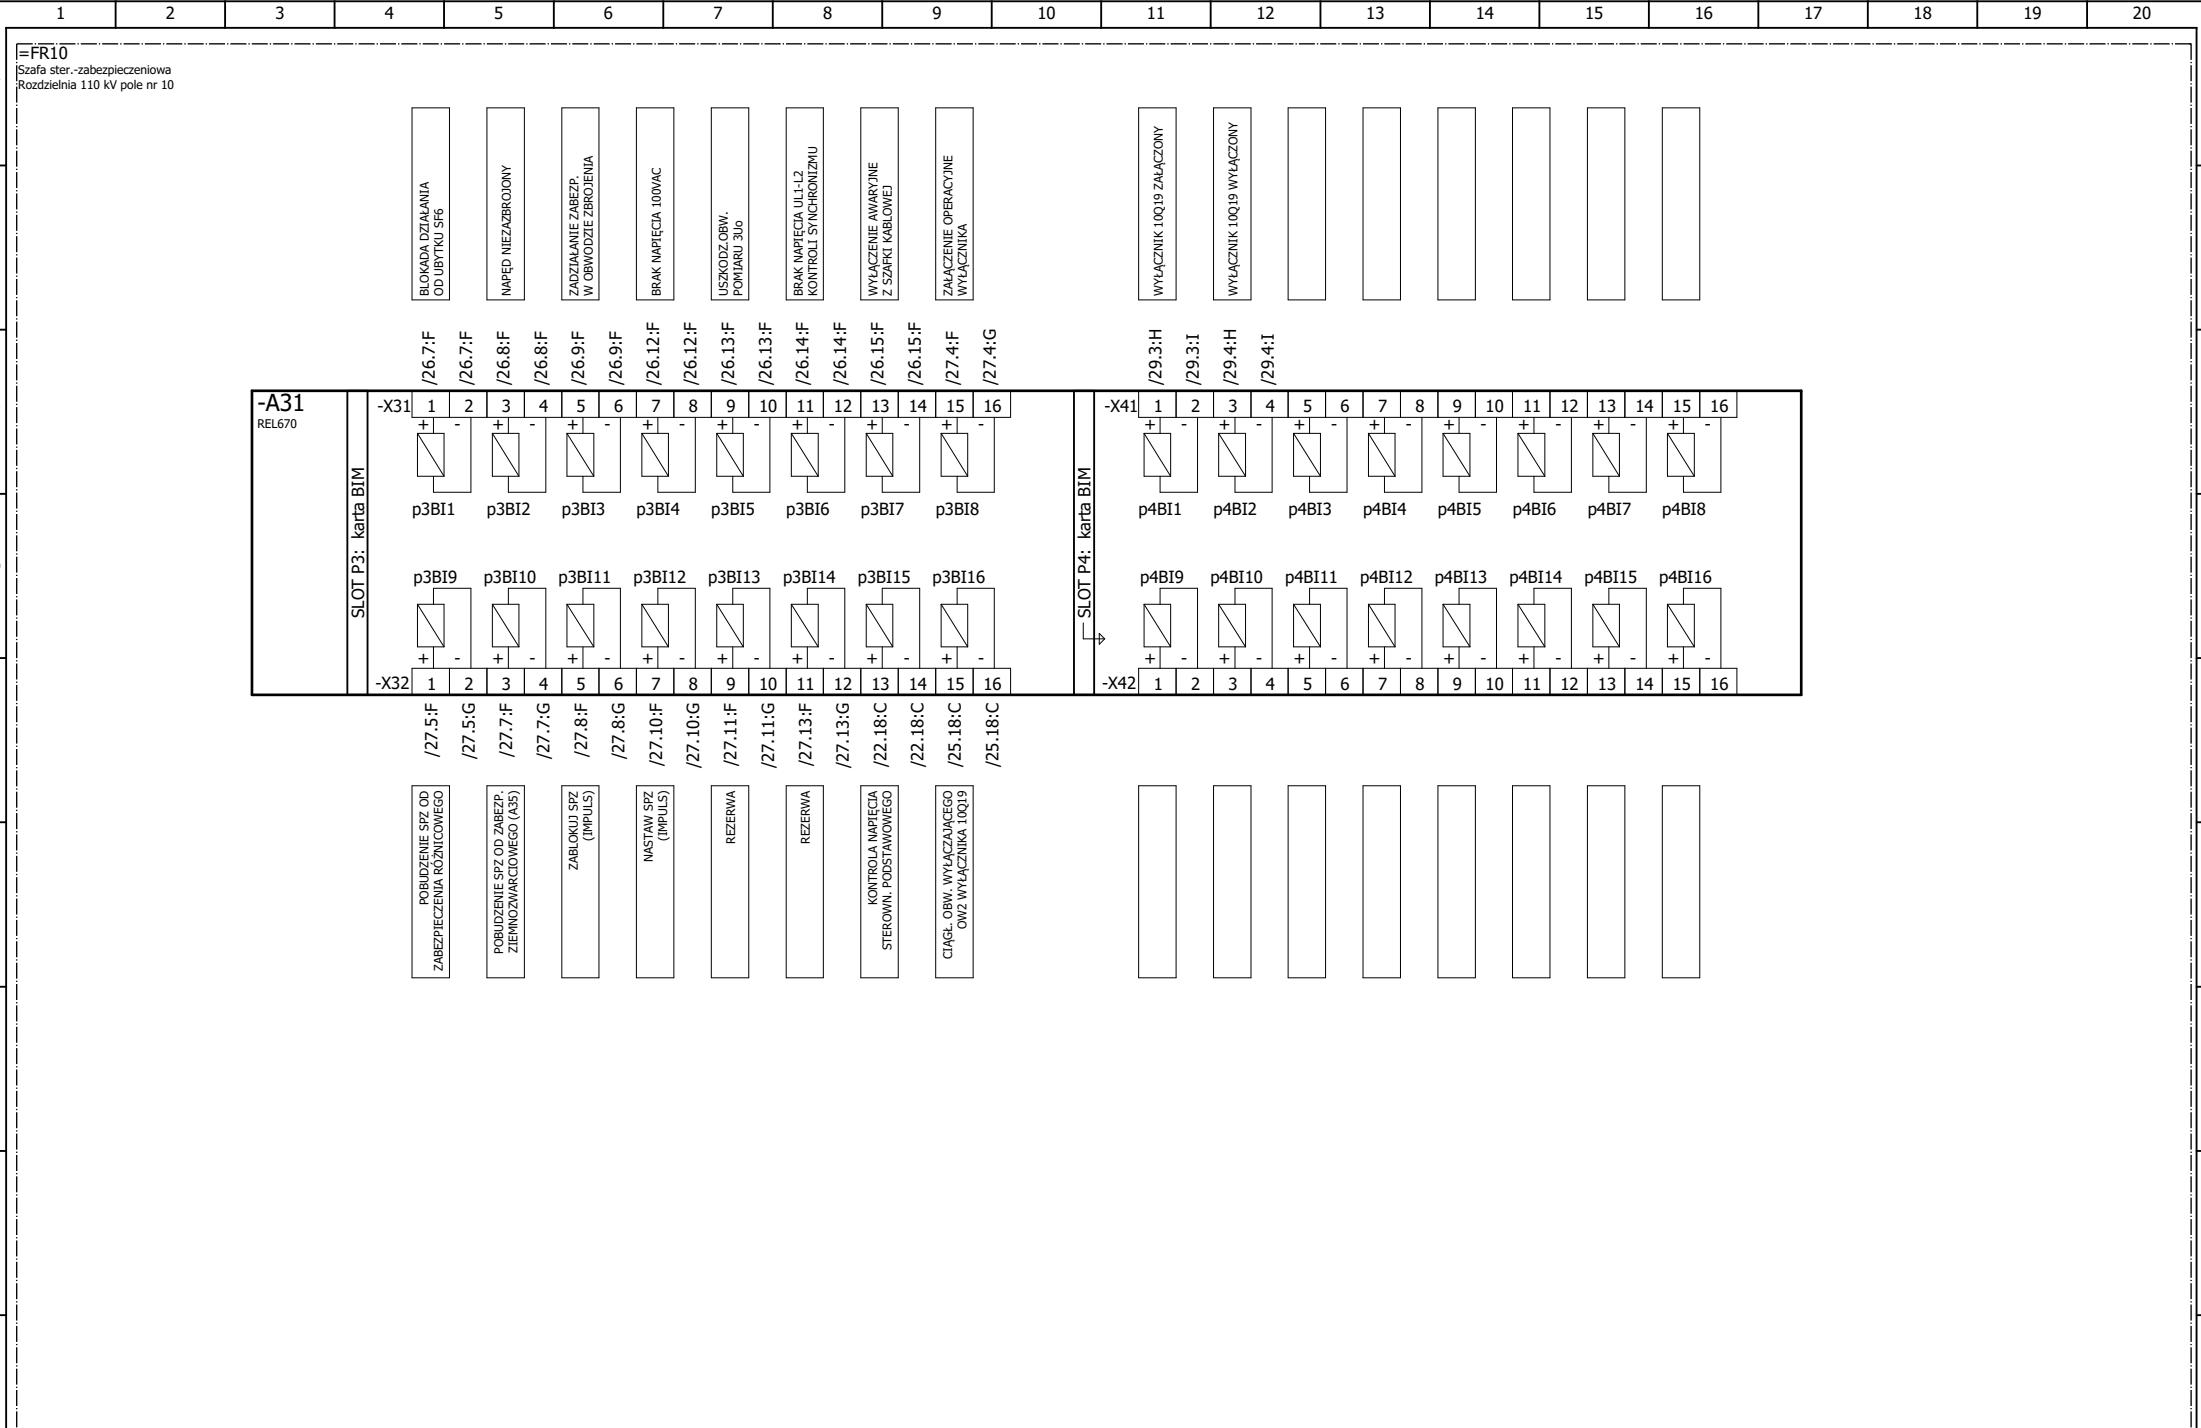 1 2 3 4 5 6 7 8 9 10 11 12 13 14 15 16 17 18 19 20
=FR10
Szafa ster.-zabezpieczeniowa
Rozdzielnia 110 kV pole nr 10
BLOKADA DZIAŁANIA
OD UBYTKU SF6
NAPĘD NIEZAZBROJONY
ZADZIAŁANIE ZABEZP.
W OBWODZIE ZBROJENIA
BRAK NAPIĘCIA 100VAC
USZKODZ.OBW.
POMIARU 3Uo
BRAK NAPIĘCIA UL1-L2
KONTROLI SYNCHRONIZMU
WYŁĄCZENIE AWARYJNE
Z SZAFKI KABLOWEJ
ZAŁĄCZENIE OPERACYJNE
WYŁĄCZNIKA
WYŁĄCZNIK 10Q19 ZAŁĄCZONY
WYŁĄCZNIK 10Q19 WYŁĄCZONY
/26.7:F
/26.7:F
/26.8:F
/26.8:F
/26.9:F
/26.9:F
/26.12:F
/26.12:F
/26.13:F
/26.13:F
/26.14:F
/26.14:F
/26.15:F
/26.15:F
/27.4:F
/27.4:G
/29.3:H
/29.3:I
/29.4:H
/29.4:I
-A31
REL670
SLOT P3: karta BIM
-X31 1 2 3 4 5 6 7 8 9 10 11 12 13 14 15 16
+ - + - + - + - + - + - + - + -
p3BI1 p3BI2 p3BI3 p3BI4 p3BI5 p3BI6 p3BI7 p3BI8
p3BI9 p3BI10 p3BI11 p3BI12 p3BI13 p3BI14 p3BI15 p3BI16
+ - + - + - + - + - + - + - + -
-X32 1 2 3 4 5 6 7 8 9 10 11 12 13 14 15 16
SLOT P4: karta BIM
-X41 1 2 3 4 5 6 7 8 9 10 11 12 13 14 15 16
+ - + - + - + - + - + - + - + -
p4BI1 p4BI2 p4BI3 p4BI4 p4BI5 p4BI6 p4BI7 p4BI8
p4BI9 p4BI10 p4BI11 p4BI12 p4BI13 p4BI14 p4BI15 p4BI16
+ - + - + - + - + - + - + - + -
-X42 1 2 3 4 5 6 7 8 9 10 11 12 13 14 15 16
/27.5:F
/27.5:G
/27.7:F
/27.7:G
/27.8:F
/27.8:G
/27.10:F
/27.10:G
/27.11:F
/27.11:G
/27.13:F
/27.13:G
/22.18:C
/22.18:C
/25.18:C
/25.18:C
POBUDZENIE SPZ OD
ZABEZPIECZENIA RÓŻNICOWEGO
POBUDZENIE SPZ OD ZABEZP.
ZIEMNOZWARCIOWEGO (A35)
ZABLOKUJ SPZ
(IMPULS)
NASTAW SPZ
(IMPULS)
REZERWA
REZERWA
KONTROLA NAPIĘCIA
STEROWN. PODSTAWOWEGO
CIĄGŁ. OBW. WYŁĄCZAJĄCEGO
OW2 WYŁĄCZNIKA 10Q19